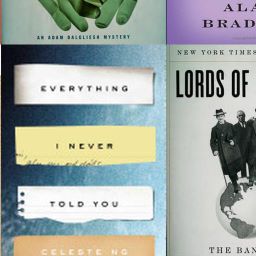 AN ADAM DALGLIESH MYSTERY
ALA
BRAD
EVERYTHING
I NEVER
TOLD YOU
CELESTE NG
NEW YORK TIMES
LORDS OF
THE BAN